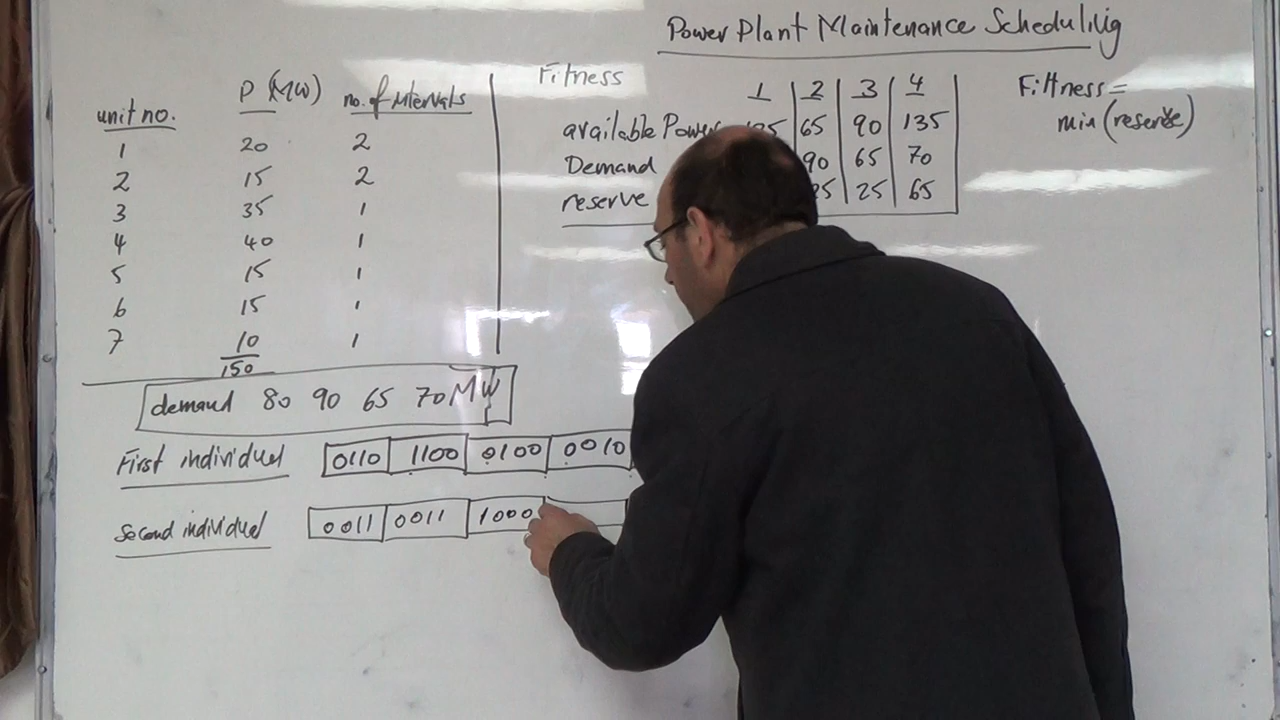 Power Plant Maintenance Scheduling
unit no. P (MW) no. of intervals
1 20 2
2 15 2
3 35 1
4 40 1
5 15 1
6 15 1
7 10 1
150
Fitness
1 2 3 4
available Power 65 90 135
Demand 90 65 70
reserve 25 65
Fittness =
min (reserve)
demand 80 90 65 70 MW
First individuel 0110 1100 0100 0010
Second individuel 0011 0011 1000